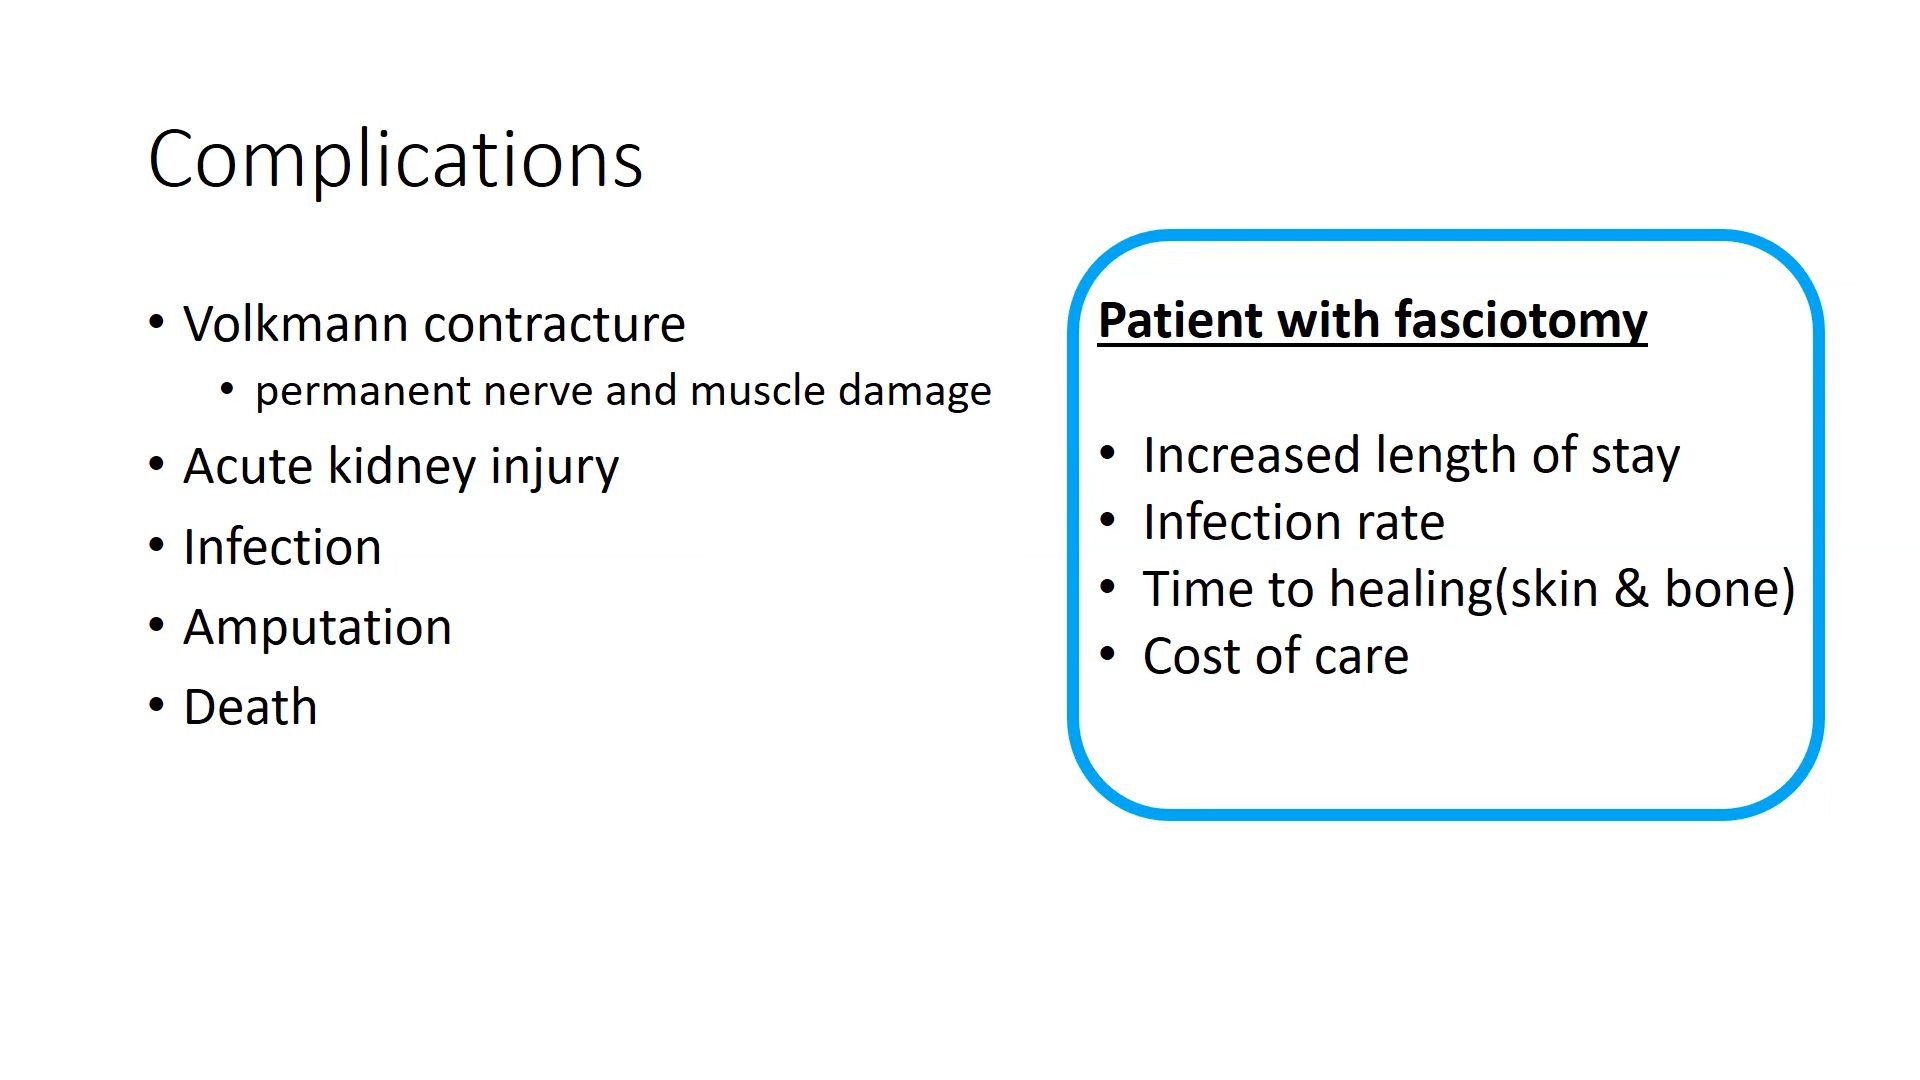 Complications
• Volkmann contracture
• permanent nerve and muscle damage
• Acute kidney injury
• Infection
• Amputation
• Death
Patient with fasciotomy
• Increased length of stay
• Infection rate
• Time to healing(skin & bone)
• Cost of care